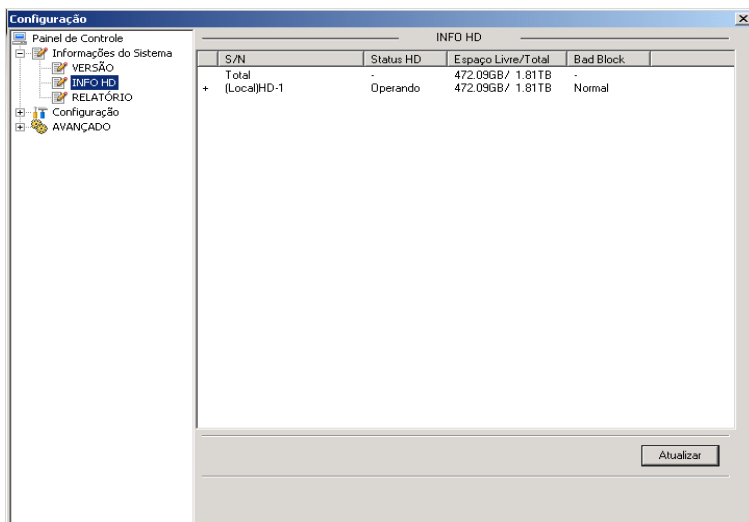 Configuração
Painel de Controle
Informações do Sistema
VERSÃO
INFO HD
RELATÓRIO
Configuração
AVANÇADO
INFO HD
S/N Status HD Espaço Livre/Total Bad Block
Total - 472.09GB/ 1.81TB -
+ (Local)HD-1 Operando 472.09GB/ 1.81TB Normal
Atualizar